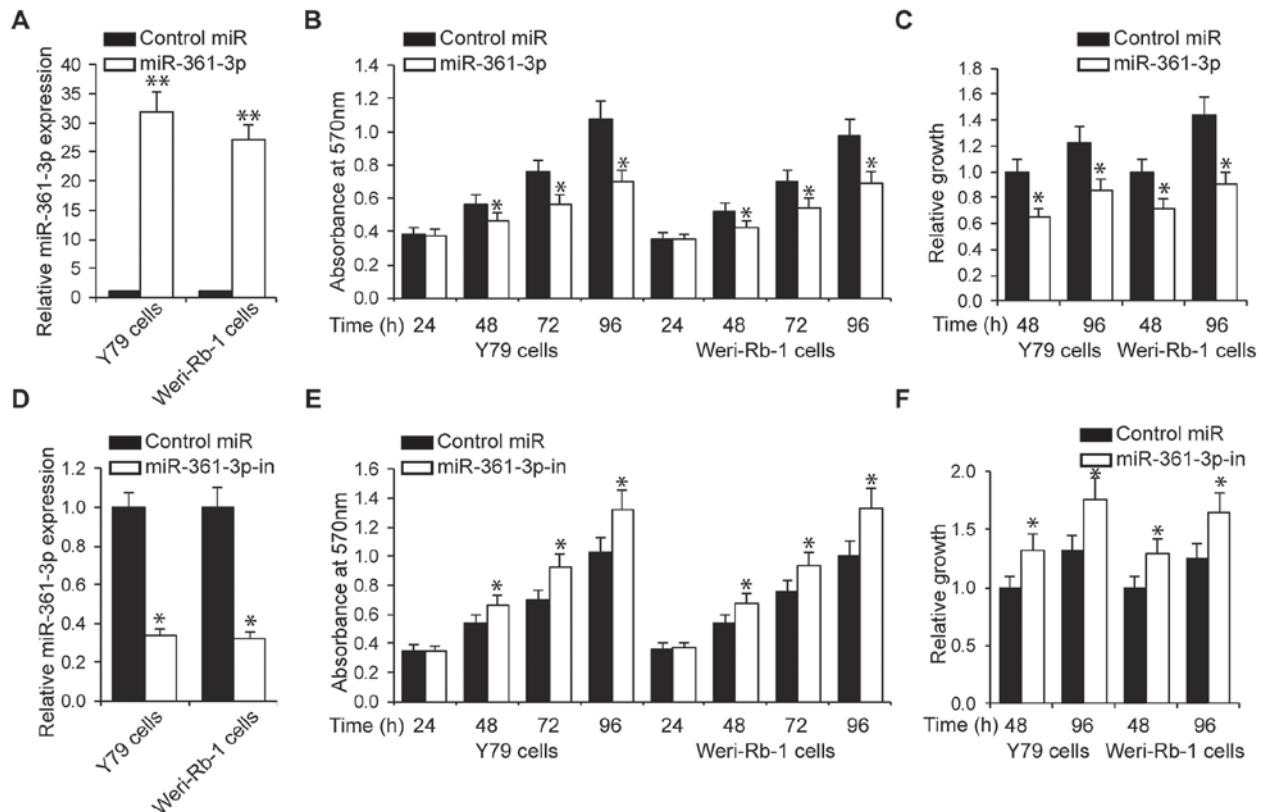 A
Control miR
miR-361-3p
Relative miR-361-3p expression
40
35
30
25
20
15
10
5
0
**
**
Y79 cells
Weri-Rb-1 cells
B
Control miR
miR-361-3p
Absorbance at 570nm
1.4
1.2
1.0
0.8
0.6
0.4
0.2
0.0
* * * * * *
Time (h) 24 48 72 96 24 48 72 96
Y79 cells Weri-Rb-1 cells
C
Control miR
miR-361-3p
Relative growth
1.8
1.6
1.4
1.2
1.0
0.8
0.6
0.4
0.2
0.0
* * * *
Time (h) 48 96 48 96
Y79 cells Weri-Rb-1 cells
D
Control miR
miR-361-3p-in
Relative miR-361-3p expression
1.2
1.0
0.8
0.6
0.4
0.2
0.0
* *
Y79 cells
Weri-Rb-1 cells
E
Control miR
miR-361-3p-in
Absorbance at 570nm
1.6
1.4
1.2
1.0
0.8
0.6
0.4
0.2
0.0
* * * * * *
Time (h) 24 48 72 96 24 48 72 96
Y79 cells Weri-Rb-1 cells
F
Control miR
miR-361-3p-in
Relative growth
2.0
1.5
1.0
0.5
0.0
* * * *
Time (h) 48 96 48 96
Y79 cells Weri-Rb-1 cells